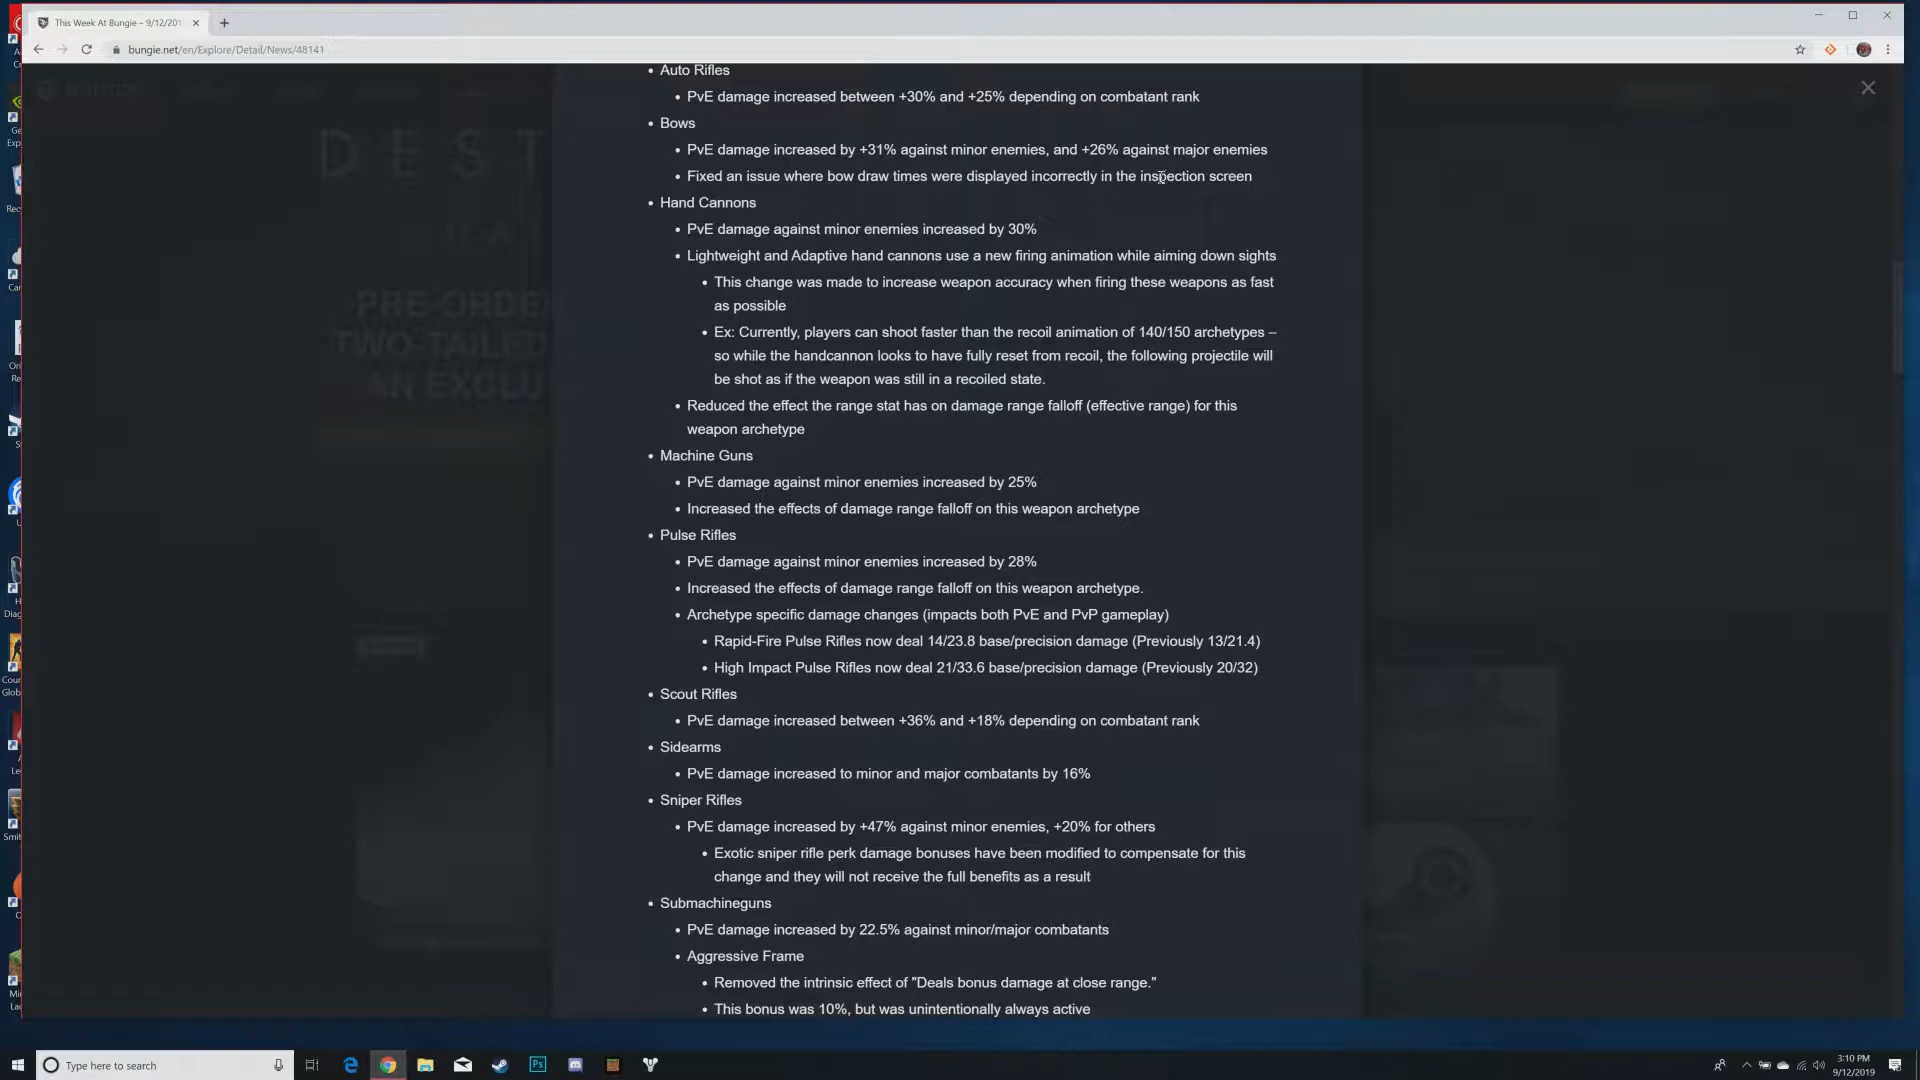 This Week At Bungie – 9/12/201
bungie.net/en/Explore/Detail/News/48141
• Auto Rifles
• PvE damage increased between +30% and +25% depending on combatant rank
• Bows
• PvE damage increased by +31% against minor enemies, and +26% against major enemies
• Fixed an issue where bow draw times were displayed incorrectly in the inspection screen
• Hand Cannons
• PvE damage against minor enemies increased by 30%
• Lightweight and Adaptive hand cannons use a new firing animation while aiming down sights
• This change was made to increase weapon accuracy when firing these weapons as fast
as possible
• Ex: Currently, players can shoot faster than the recoil animation of 140/150 archetypes –
so while the handcannon looks to have fully reset from recoil, the following projectile will
be shot as if the weapon was still in a recoiled state.
• Reduced the effect the range stat has on damage range falloff (effective range) for this
weapon archetype
• Machine Guns
• PvE damage against minor enemies increased by 25%
• Increased the effects of damage range falloff on this weapon archetype
• Pulse Rifles
• PvE damage against minor enemies increased by 28%
• Increased the effects of damage range falloff on this weapon archetype.
• Archetype specific damage changes (impacts both PvE and PvP gameplay)
• Rapid-Fire Pulse Rifles now deal 14/23.8 base/precision damage (Previously 13/21.4)
• High Impact Pulse Rifles now deal 21/33.6 base/precision damage (Previously 20/32)
• Scout Rifles
• PvE damage increased between +36% and +18% depending on combatant rank
• Sidearms
• PvE damage increased to minor and major combatants by 16%
• Sniper Rifles
• PvE damage increased by +47% against minor enemies, +20% for others
• Exotic sniper rifle perk damage bonuses have been modified to compensate for this
change and they will not receive the full benefits as a result
• Submachineguns
• PvE damage increased by 22.5% against minor/major combatants
• Aggressive Frame
• Removed the intrinsic effect of "Deals bonus damage at close range."
• This bonus was 10%, but was unintentionally always active
DEST
PRE-ORDE
TWO-TAILED
AN EXCLU
Type here to search
Ps
3:10 PM
9/12/2019